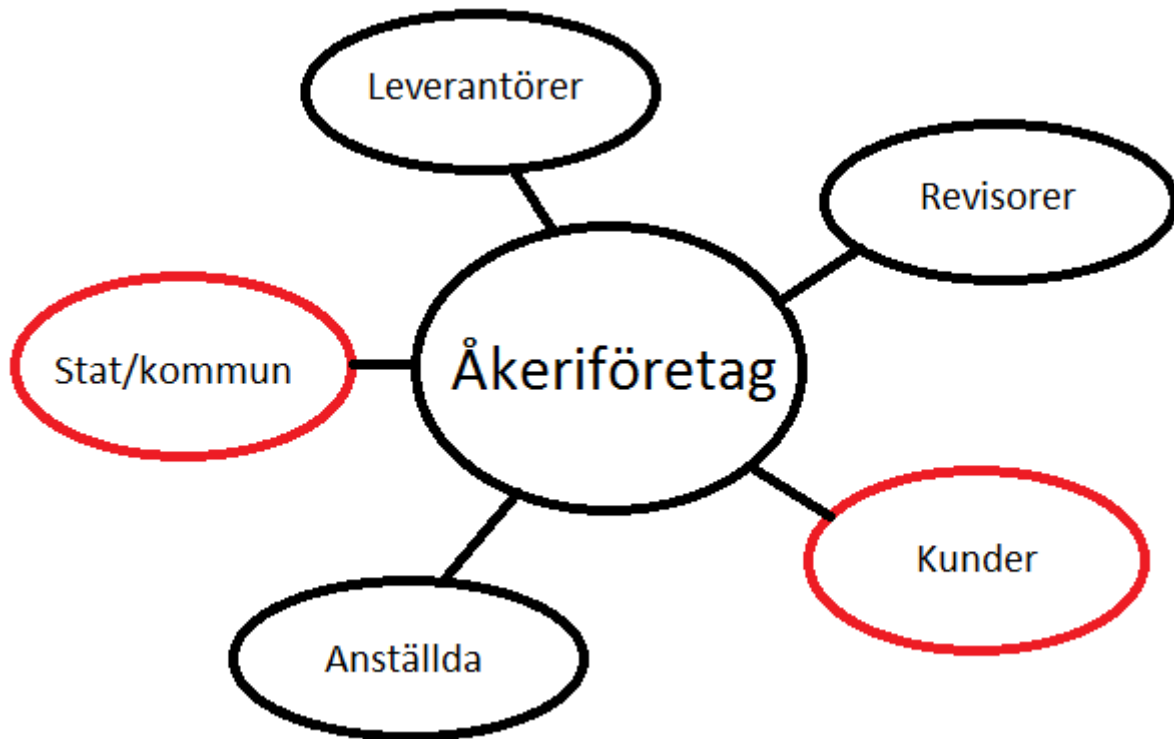 Leverantörer
Revisorer
Stat/kommun
Åkeriföretag
Kunder
Anställda